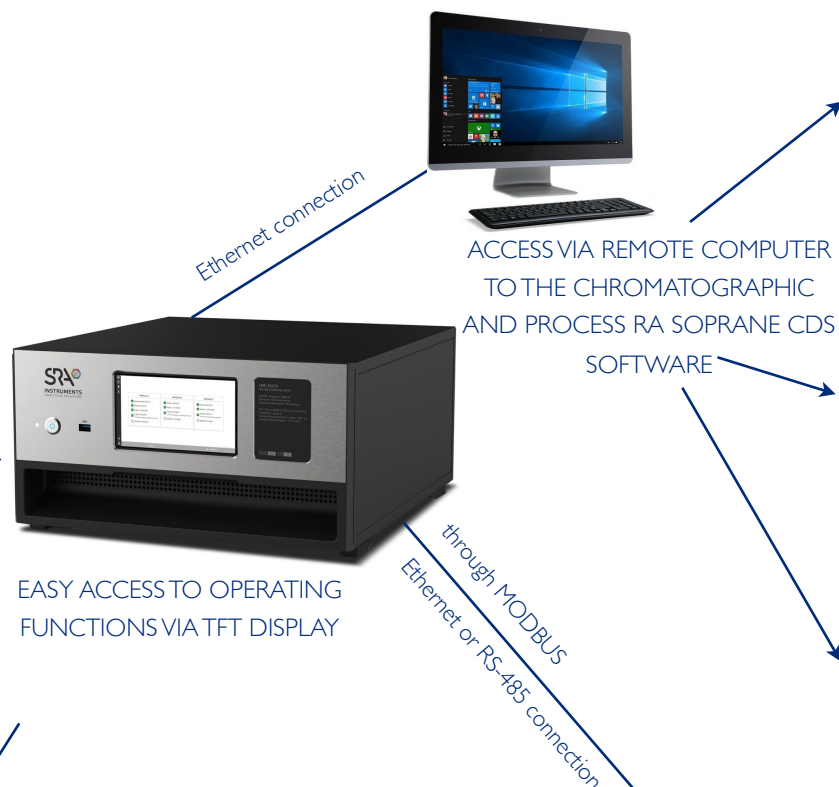 Ethernet connection
ACCESS VIA REMOTE COMPUTER
TO THE CHROMATOGRAPHIC
AND PROCESS RA SOPRANE CDS
SOFTWARE
SRA
INSTRUMENTS
EASY ACCESS TO OPERATING
FUNCTIONS VIA TFT DISPLAY
through MODBUS
Ethernet or RS-485 connection